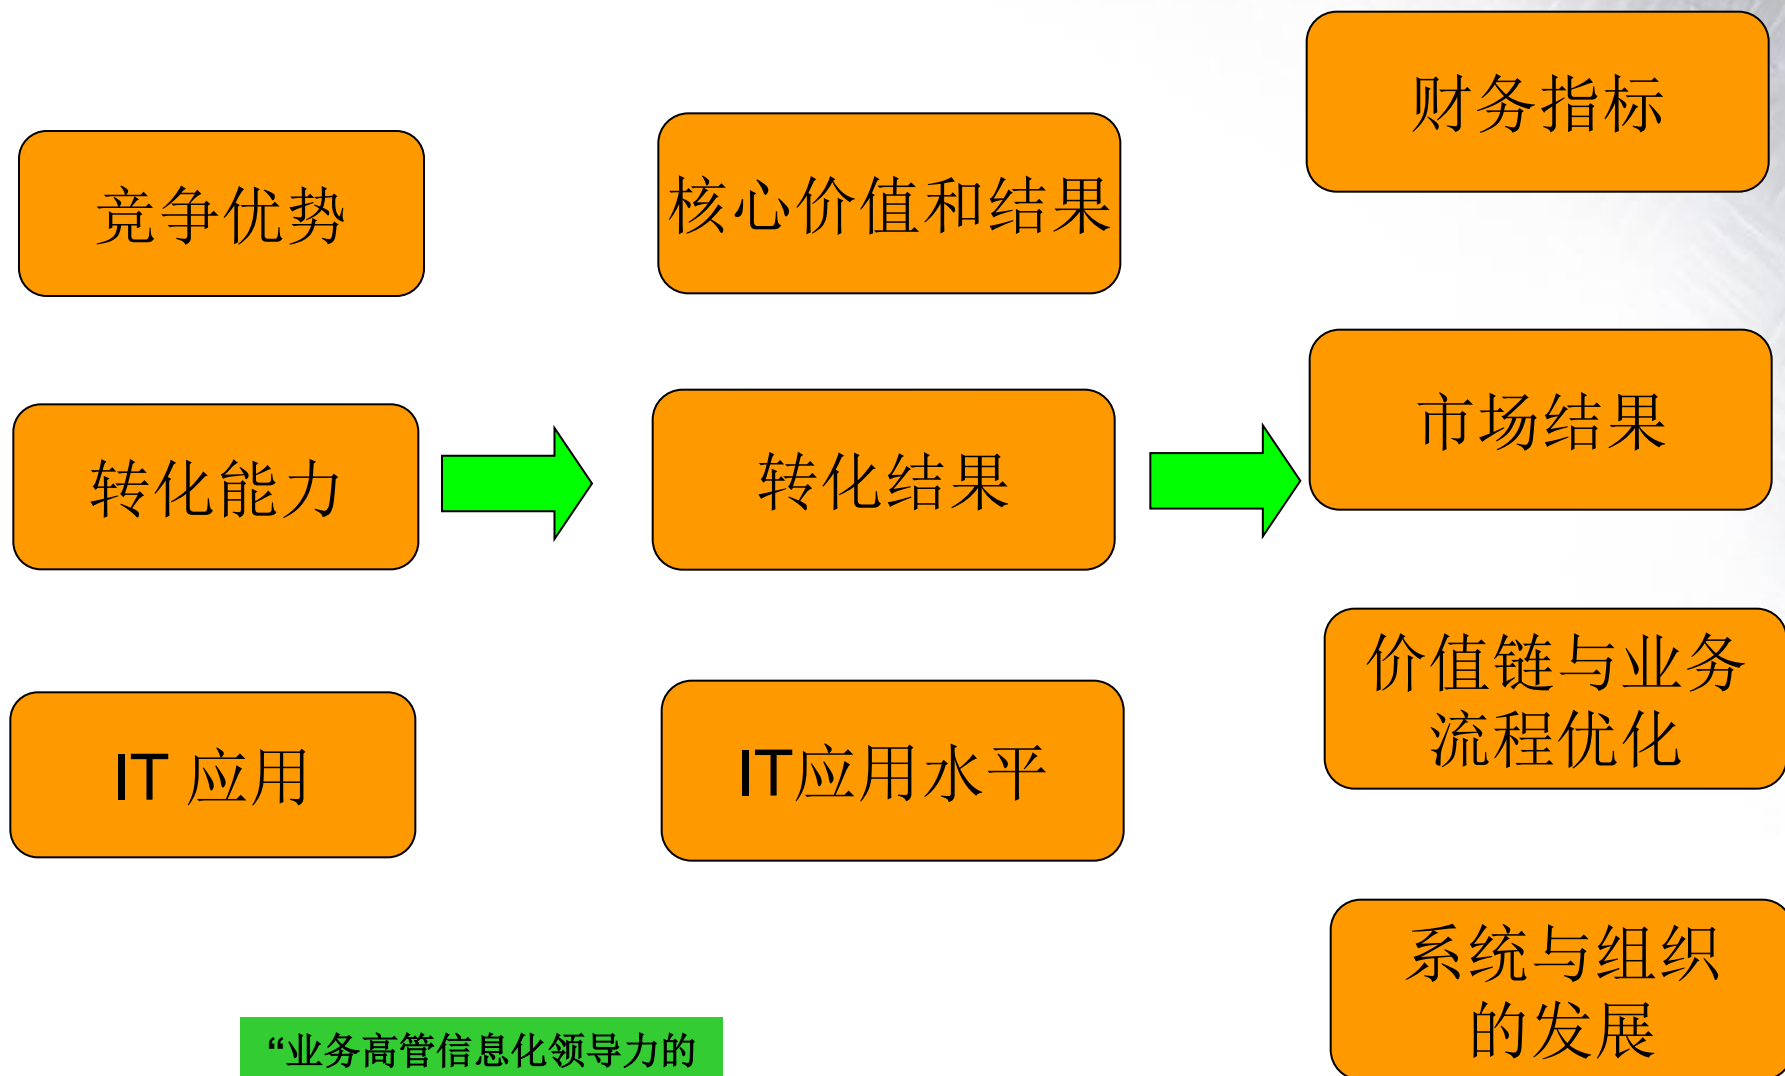 竞争优势
转化能力
IT 应用
核心价值和结果
转化结果
IT应用水平
财务指标
市场结果
价值链与业务
流程优化
系统与组织
的发展
“业务高管信息化领导力的